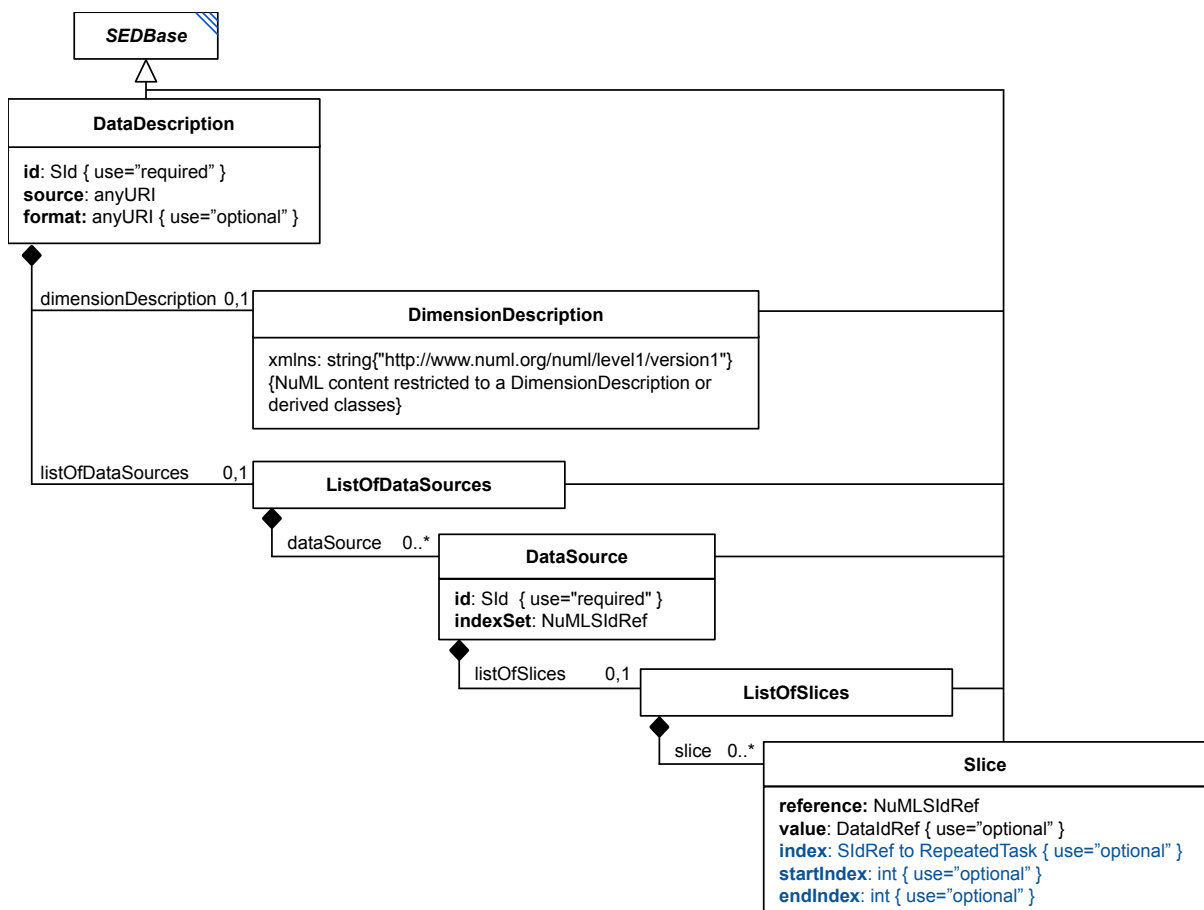 SEDBase
DataDescription
id: SId { use=”required” }
source: anyURI
format: anyURI { use=”optional” }
dimensionDescription 0,1
DimensionDescription
xmlns: string{"http://www.numl.org/numl/level1/version1"}
{NuML content restricted to a DimensionDescription or
derived classes}
listOfDataSources 0,1
ListOfDataSources
dataSource 0..*
DataSource
id: SId { use="required" }
indexSet: NuMLSIdRef
listOfSlices 0,1
ListOfSlices
slice 0..*
Slice
reference: NuMLSIdRef
value: DataIdRef { use=”optional” }
index: SIdRef to RepeatedTask { use=”optional” }
startIndex: int { use=”optional” }
endIndex: int { use=”optional” }